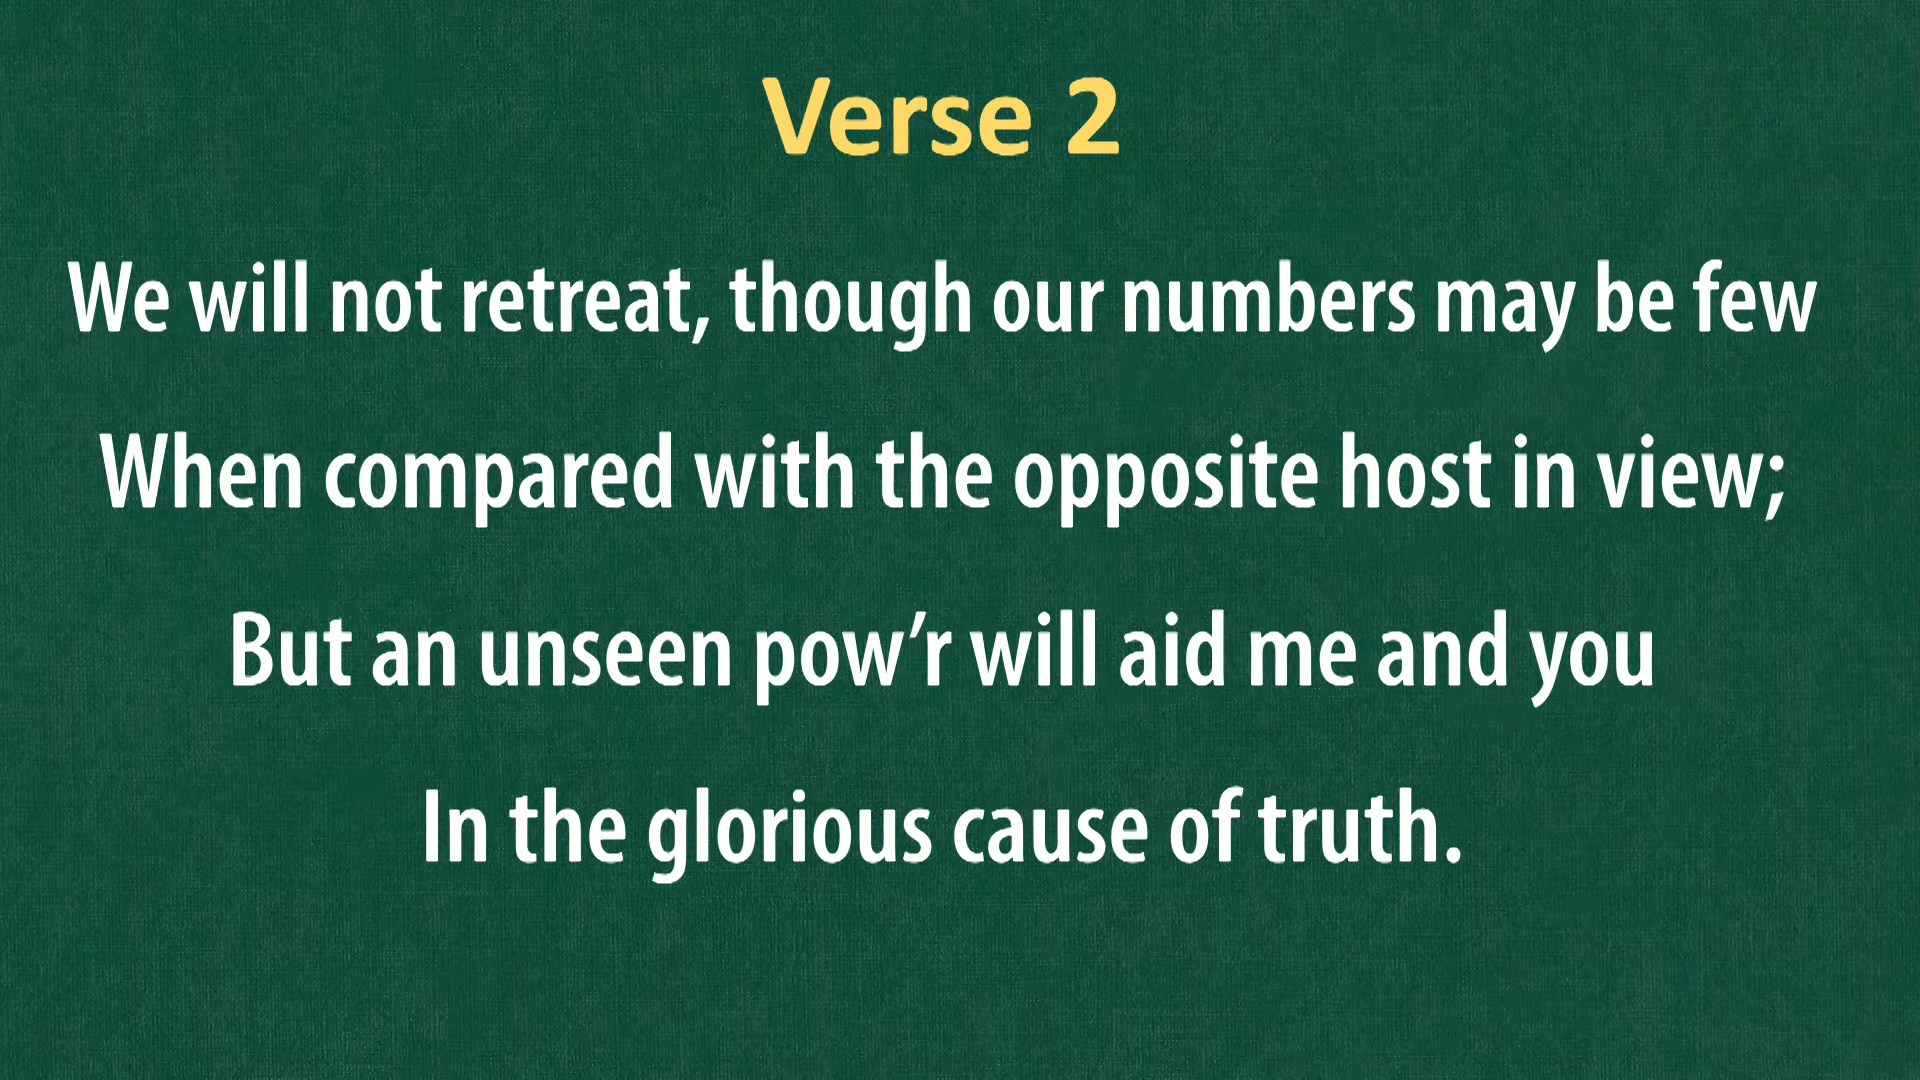 Verse 2
We will not retreat, though our numbers may be few
When compared with the opposite host in view;
But an unseen pow’r will aid me and you
In the glorious cause of truth.